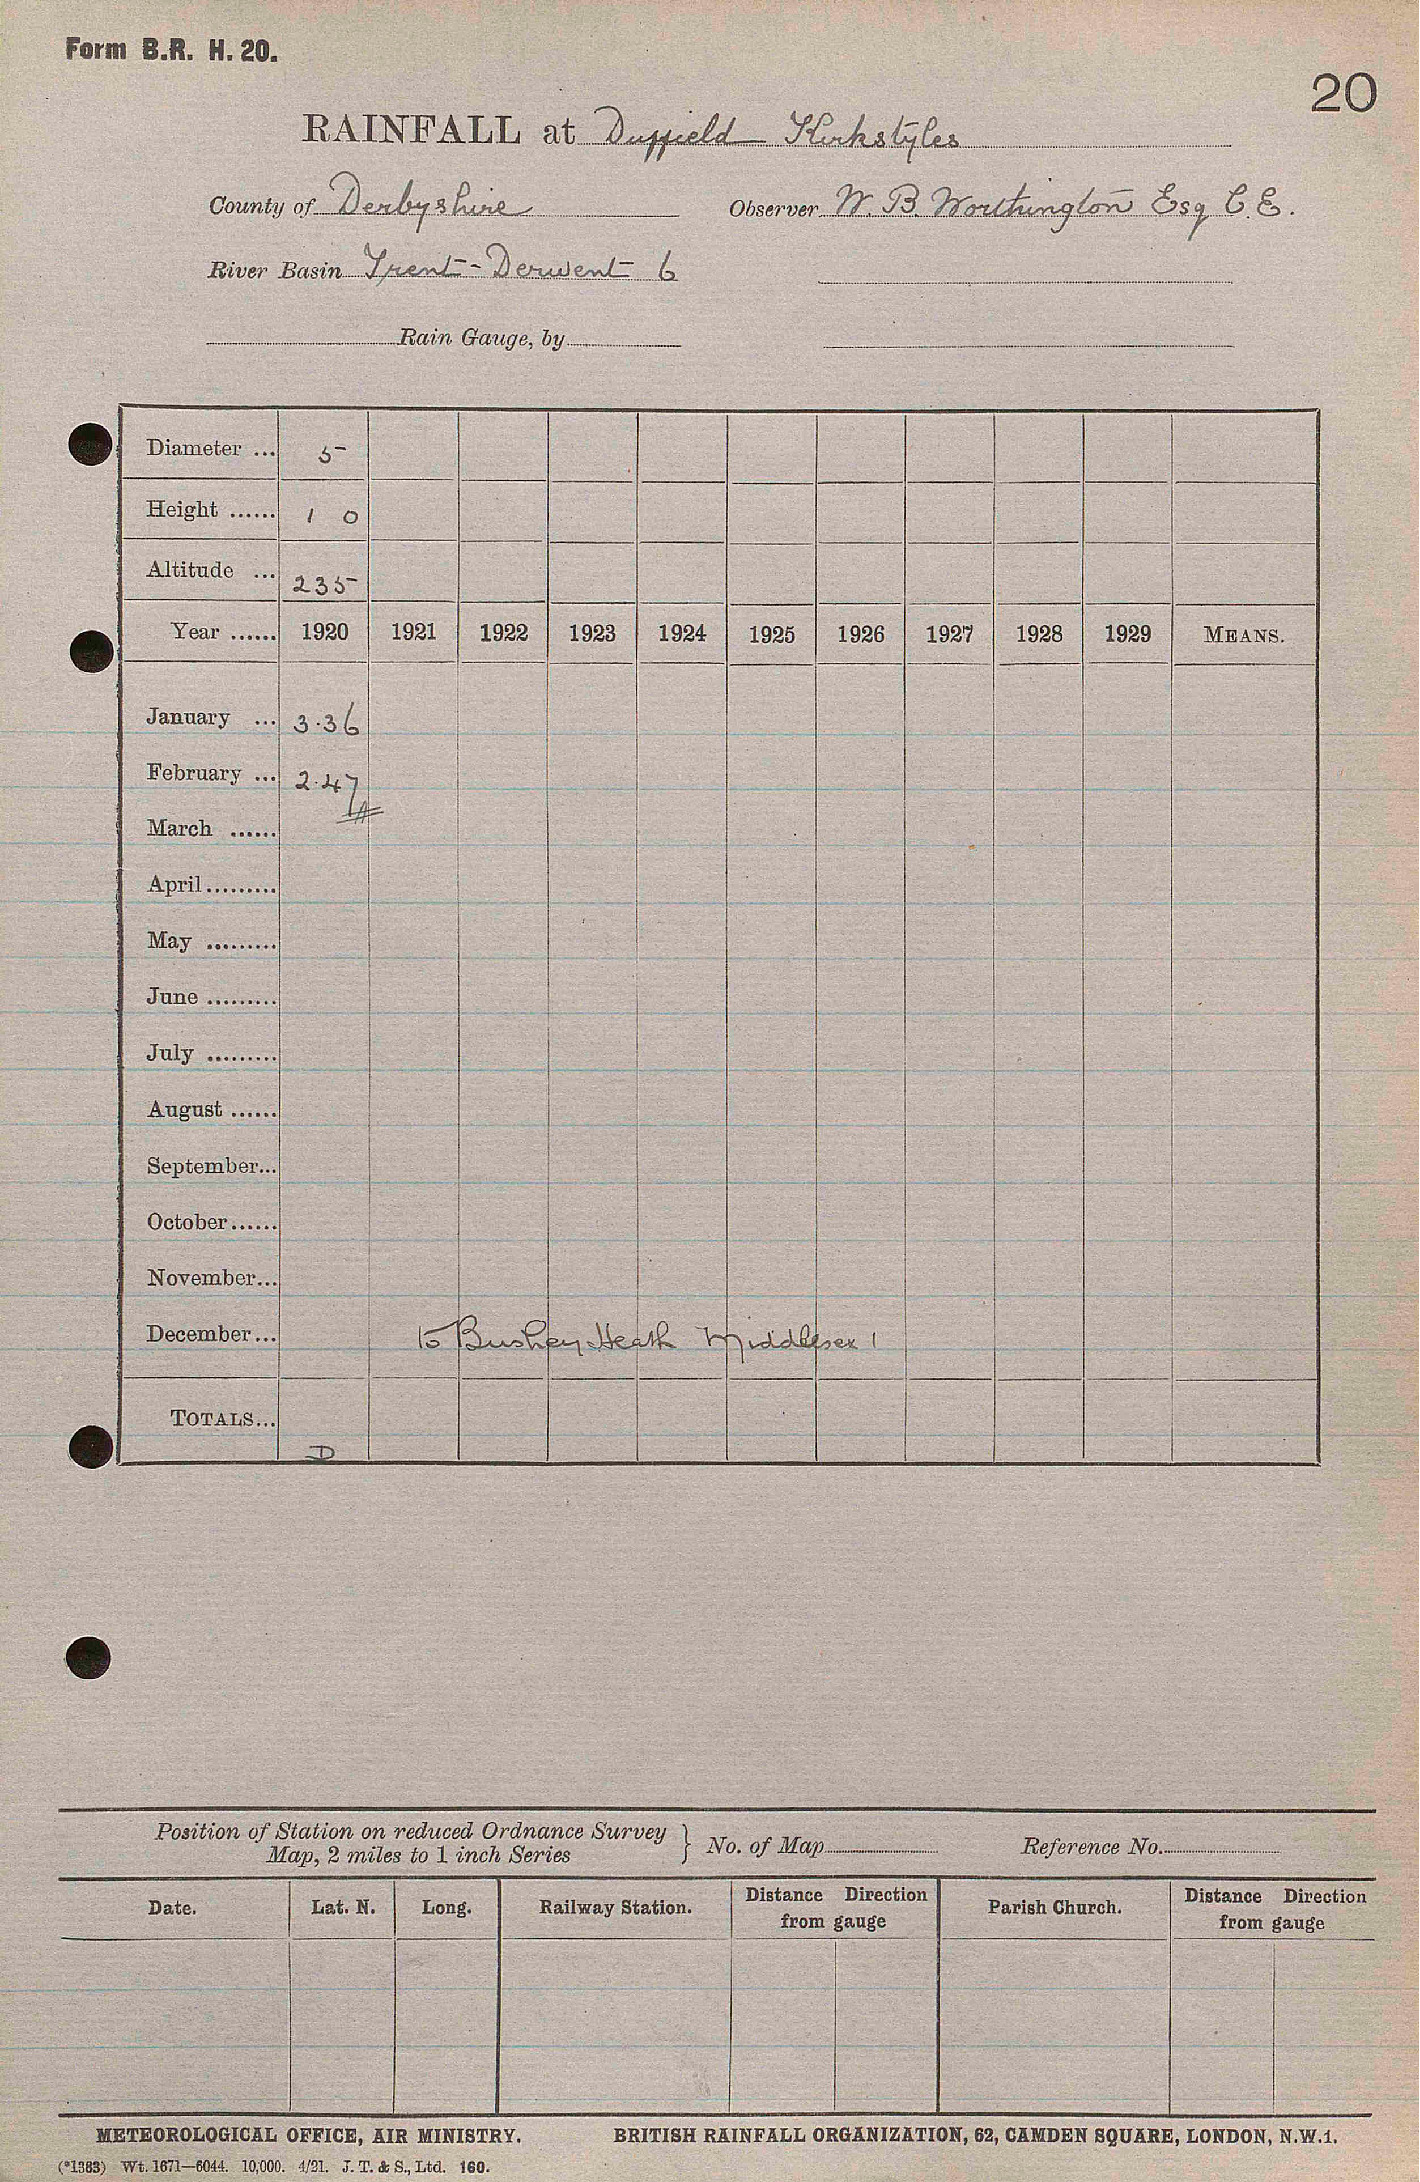 Form B.R. H. 20.
20
RAINFALL at Duffield Kirkstyles
County of Derbyshire Observer W. B. Worthington Esq C.E.
River Basin Trent-Derwent 6
Rain Gauge, by
Diameter ... 5
Height ...... 1 0
Altitude ... 235
Year ...... 1920 1921 1922 1923 1924 1925 1926 1927 1928 1929 MEANS.
January ... 3.36
February ... 2.47
March ......
April.........
May .........
June .........
July .........
August ......
September...
October......
November...
December... to Bushey Heath Middlesex 1
TOTALS...
D
Position of Station on reduced Ordnance Survey
Map, 2 miles to 1 inch Series } No. of Map Reference No.
Date. Lat. N. Long. Railway Station. Distance Direction from gauge Parish Church. Distance Direction from gauge
METEOROLOGICAL OFFICE, AIR MINISTRY. BRITISH RAINFALL ORGANIZATION, 62, CAMDEN SQUARE, LONDON, N.W.1.
(*1383) Wt. 1671—6044. 10,000. 4/21. J. T. & S., Ltd. 160.